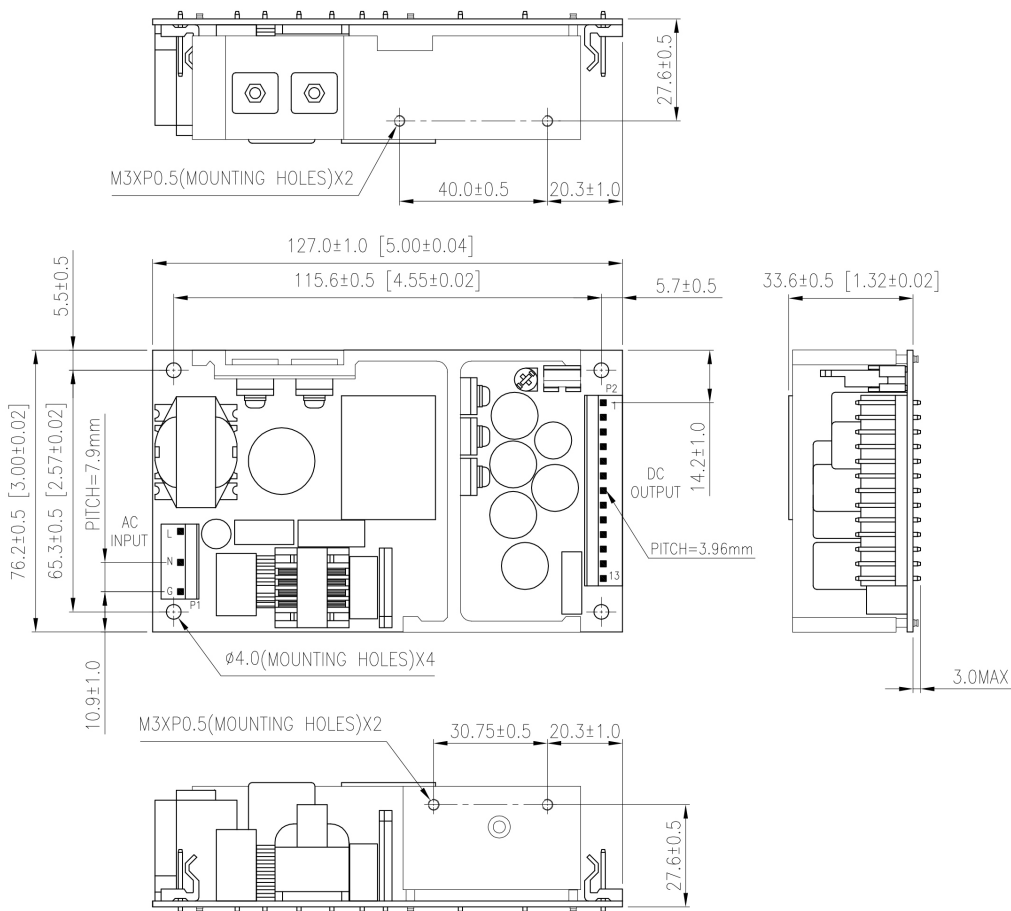 27.6±0.5
M3XP0.5(MOUNTING HOLES)X2
40.0±0.5
20.3±1.0
127.0±1.0 [5.00±0.04]
115.6±0.5 [4.55±0.02]
5.7±0.5
33.6±0.5 [1.32±0.02]
5.5±0.5
76.2±0.5 [3.00±0.02]
65.3±0.5 [2.57±0.02]
PITCH=7.9mm
AC
INPUT
L
N
G
P1
P2
1
13
DC
OUTPUT
14.2±1.0
PITCH=3.96mm
ø4.0(MOUNTING HOLES)X4
10.9±1.0
3.0MAX
M3XP0.5(MOUNTING HOLES)X2
30.75±0.5
20.3±1.0
27.6±0.5